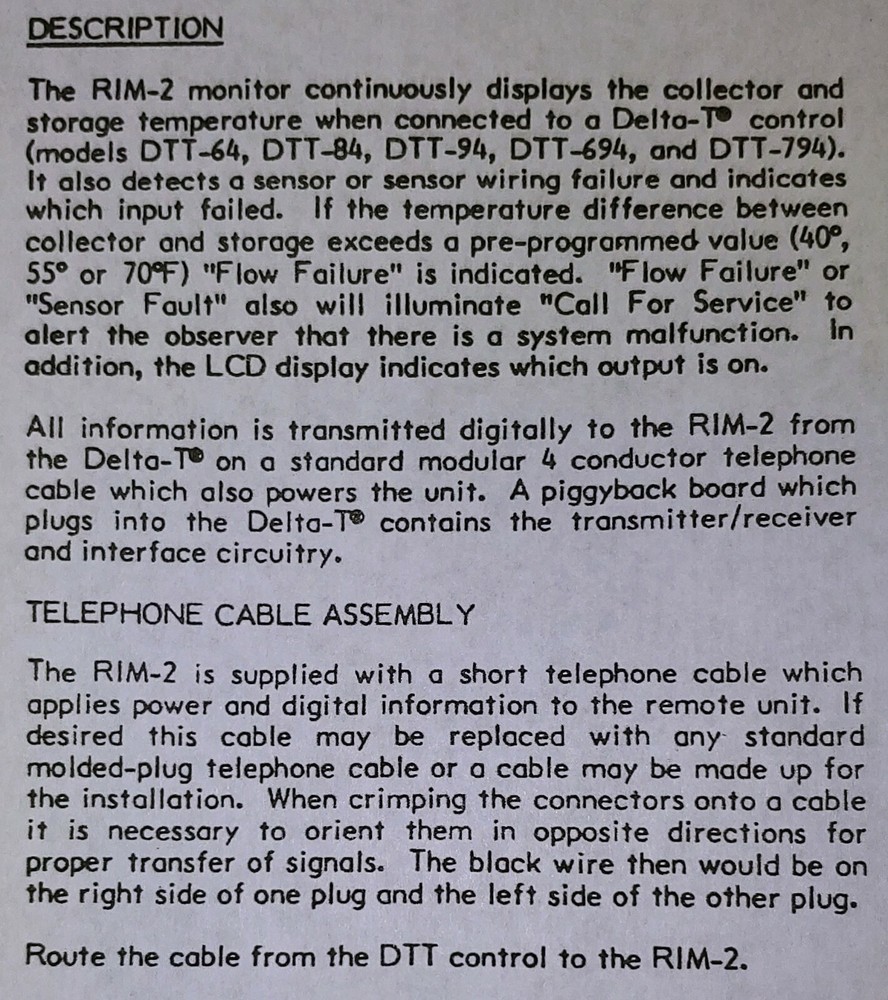 DESCRIPTION
The RIM-2 monitor continuously displays the collector and
storage temperature when connected to a Delta-T® control
(models DTT-64, DTT-84, DTT-94, DTT-694, and DTT-794).
It also detects a sensor or sensor wiring failure and indicates
which input failed. If the temperature difference between
collector and storage exceeds a pre-programmed value (40°,
55° or 70°F) "Flow Failure" is indicated. "Flow Failure" or
"Sensor Fault" also will illuminate "Call For Service" to
alert the observer that there is a system malfunction. In
addition, the LCD display indicates which output is on.
All information is transmitted digitally to the RIM-2 from
the Delta-T® on a standard modular 4 conductor telephone
cable which also powers the unit. A piggyback board which
plugs into the Delta-T® contains the transmitter/receiver
and interface circuitry.
TELEPHONE CABLE ASSEMBLY
The RIM-2 is supplied with a short telephone cable which
applies power and digital information to the remote unit. If
desired this cable may be replaced with any standard
molded-plug telephone cable or a cable may be made up for
the installation. When crimping the connectors onto a cable
it is necessary to orient them in opposite directions for
proper transfer of signals. The black wire then would be on
the right side of one plug and the left side of the other plug.
Route the cable from the DTT control to the RIM-2.